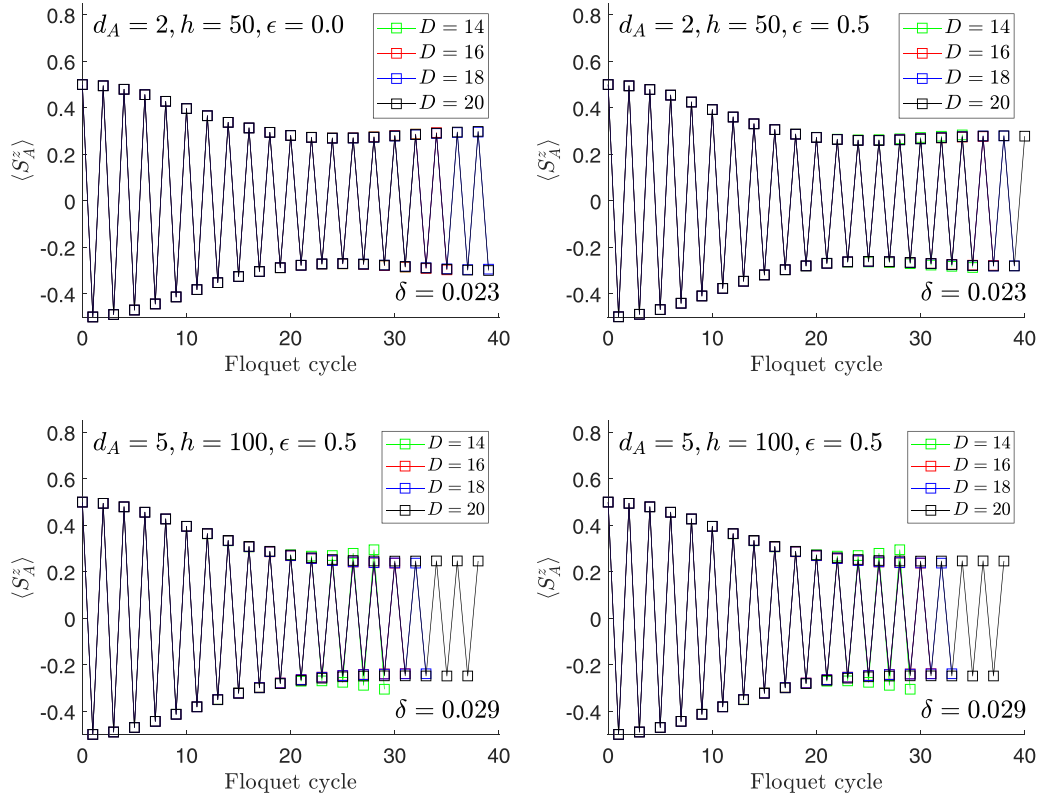 d_A = 2, h = 50, ϵ = 0.0
D = 14
D = 16
D = 18
D = 20
0.4
0.2
0
-0.2
-0.4
⟨S_A^z⟩
δ = 0.023
0 10 20 30 40
Floquet cycle
d_A = 2, h = 50, ϵ = 0.5
D = 14
D = 16
D = 18
D = 20
0.8
0.6
0.4
0.2
0
-0.2
-0.4
⟨S_A^z⟩
δ = 0.023
0 10 20 30 40
Floquet cycle
d_A = 5, h = 100, ϵ = 0.5
D = 14
D = 16
D = 18
D = 20
0.8
0.6
0.4
0.2
0
-0.2
-0.4
⟨S_A^z⟩
δ = 0.029
0 10 20 30 40
Floquet cycle
d_A = 5, h = 100, ϵ = 0.5
D = 14
D = 16
D = 18
D = 20
0.8
0.6
0.4
0.2
0
-0.2
-0.4
⟨S_A^z⟩
δ = 0.029
0 10 20 30 40
Floquet cycle